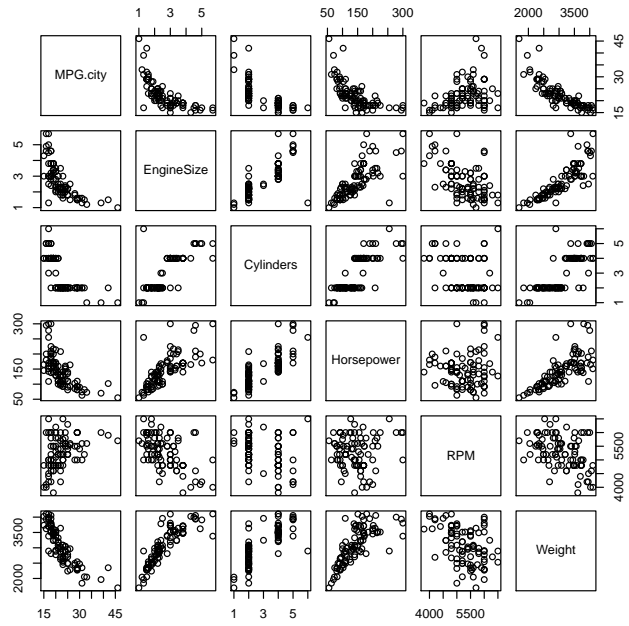 1 3 5
50 150 300
2000 3500
MPG.city
15 30 45
1 3 5
EngineSize
Cylinders
1 3 5
50 150 300
Horsepower
RPM
4000 5500
2000 3500
Weight
15 30 45
1 2 3 4 5 6
4000 5500